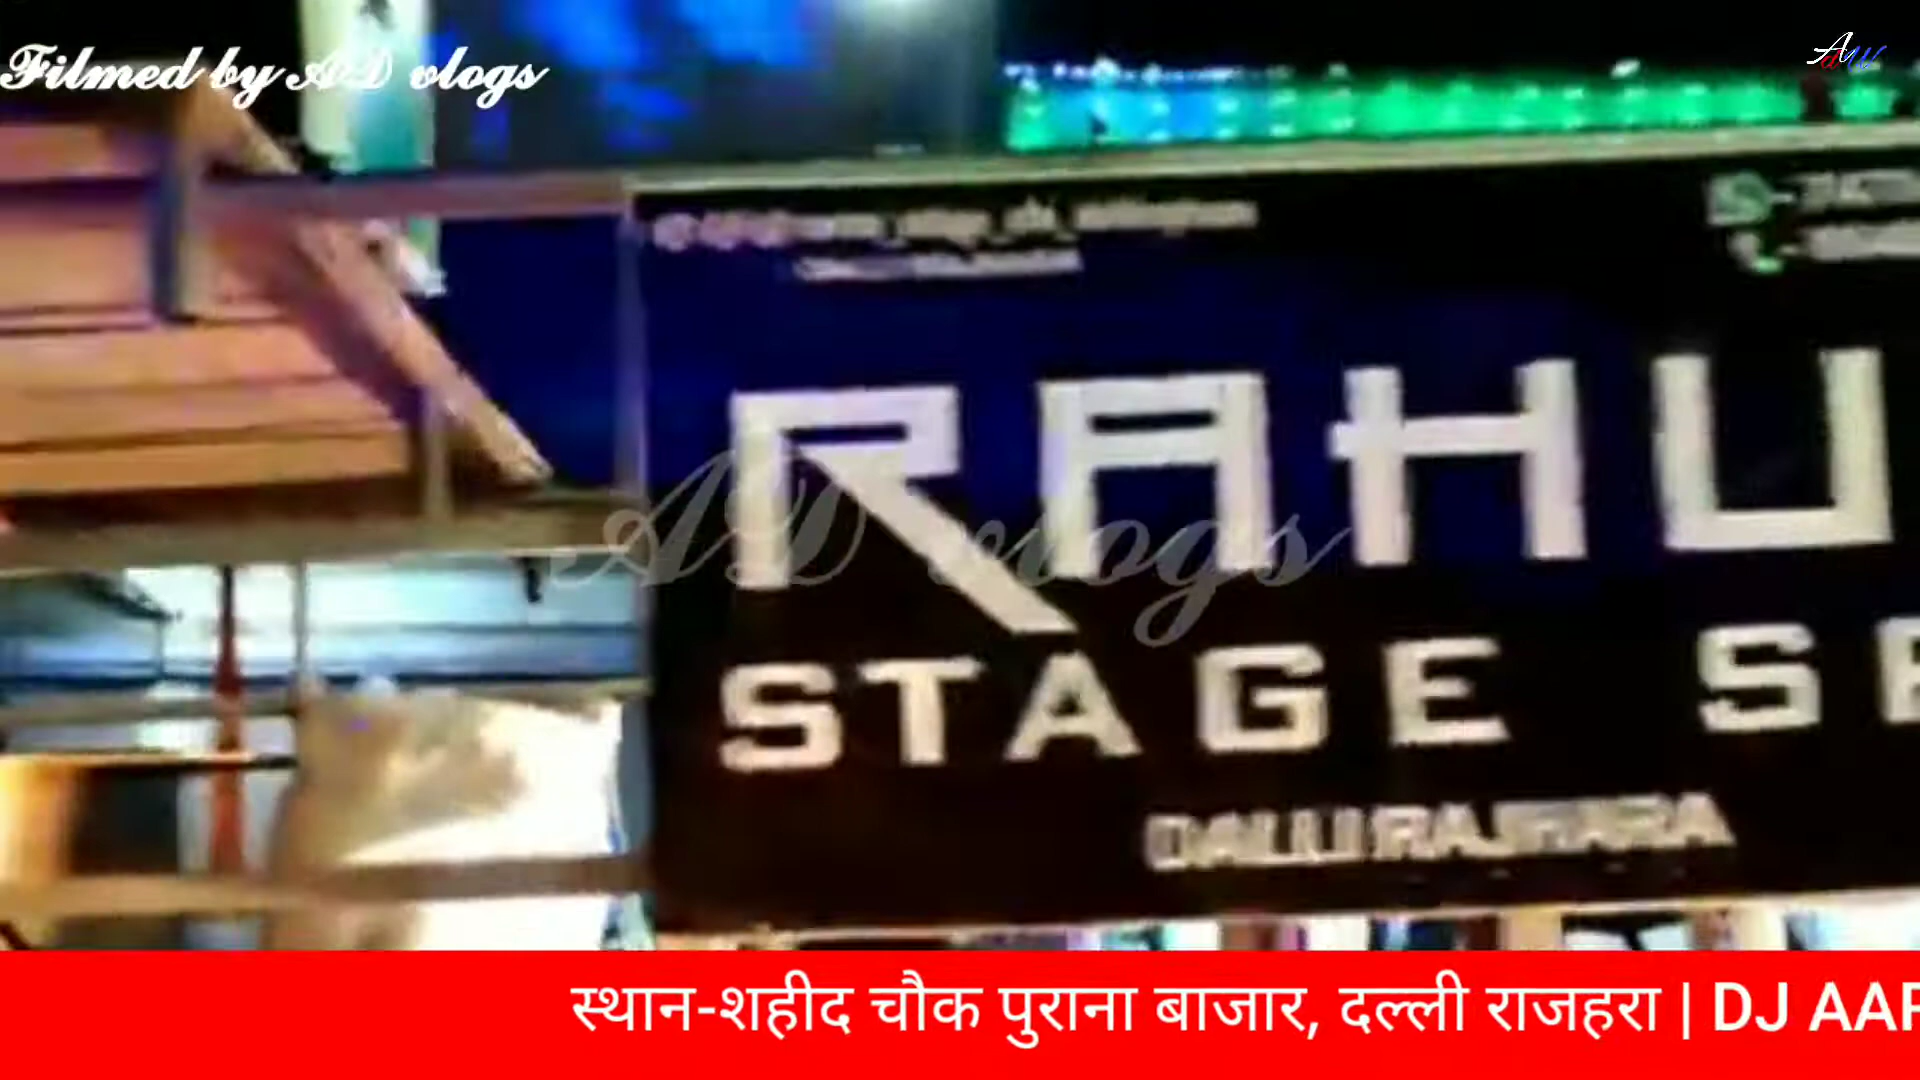 Filmed by AD vlogs
RAHU
AD vlogs
STAGE S
DALLI RAJHARA
स्थान-शहीद चौक पुराना बाजार, दल्ली राजहरा | DJ AAR